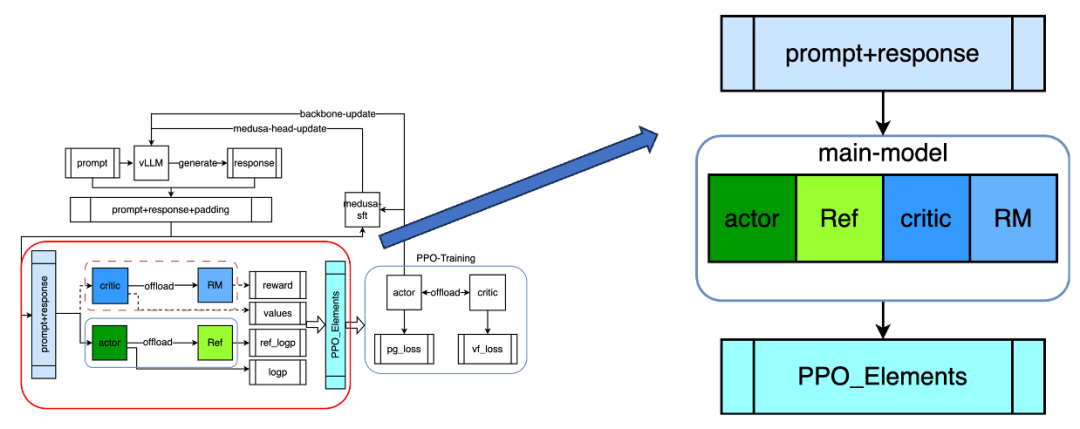 backbone-update
medusa-head-update
prompt
vLLM
generate
response
prompt+response+padding
medusa-
sft
prompt+response
critic
offload
RM
reward
values
actor
offload
Ref
ref_logp
logp
PPO_Elements
PPO-Training
actor
offload
critic
pg_loss
vf_loss
prompt+response
main-model
actor
Ref
critic
RM
PPO_Elements